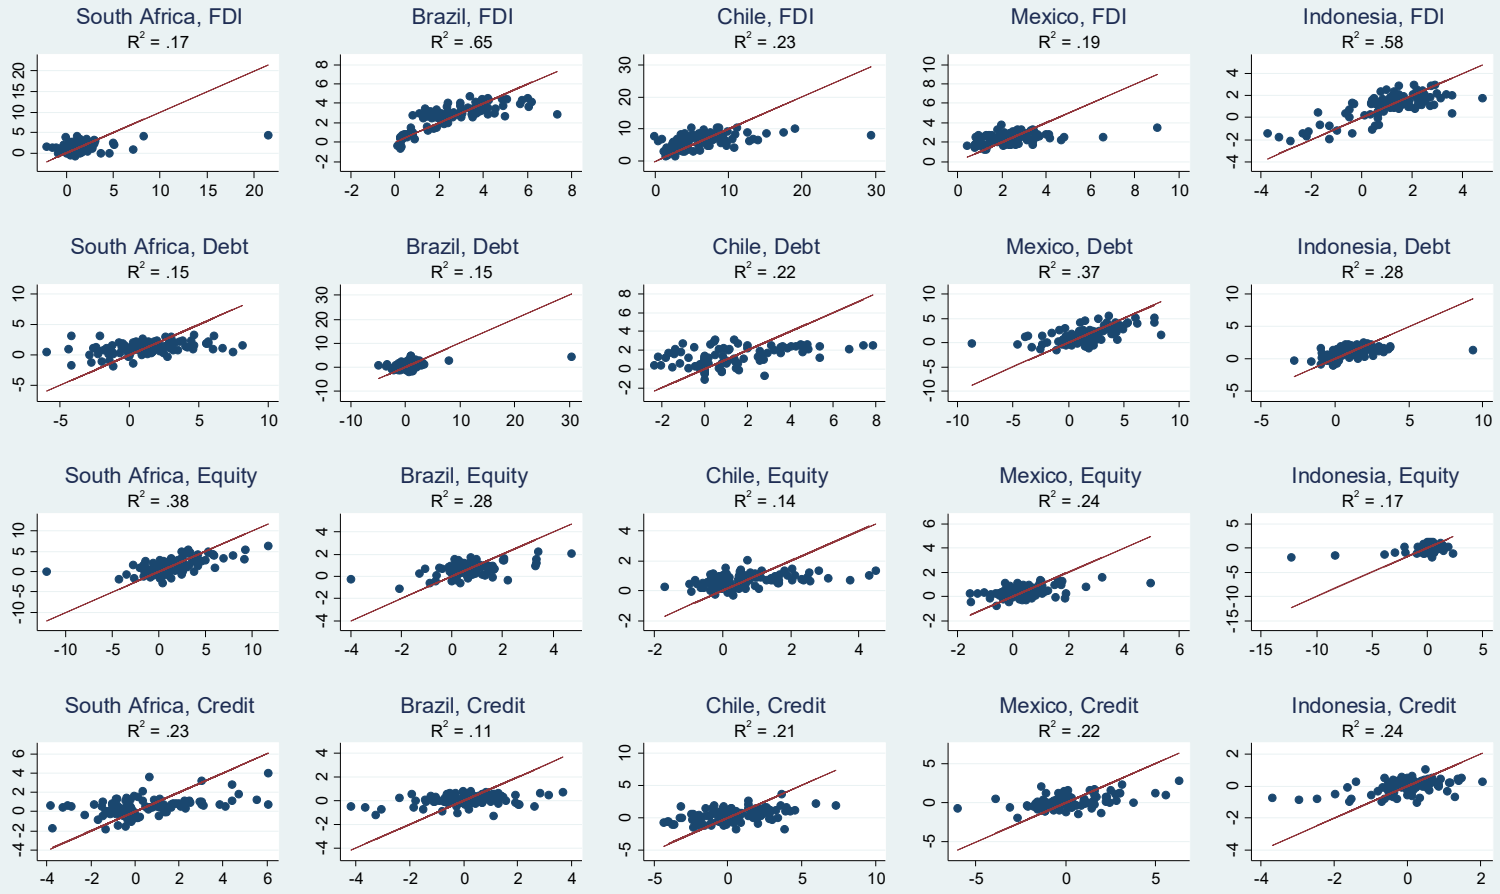 South Africa, FDI
R² = .17
20
15
10
5
0
0 5 10 15 20
Brazil, FDI
R² = .65
8
6
4
2
0
-2
-2 0 2 4 6 8
Chile, FDI
R² = .23
30
20
10
0
0 10 20 30
Mexico, FDI
R² = .19
10
8
6
4
2
0
0 2 4 6 8 10
Indonesia, FDI
R² = .58
4
2
0
-2
-4
-4 -2 0 2 4
South Africa, Debt
R² = .15
10
5
0
-5
-5 0 5 10
Brazil, Debt
R² = .15
30
20
10
0
-10
-10 0 10 20 30
Chile, Debt
R² = .22
8
6
4
2
0
-2
-2 0 2 4 6 8
Mexico, Debt
R² = .37
10
5
0
-5
-10
-10 -5 0 5 10
Indonesia, Debt
R² = .28
10
5
0
-5
-5 0 5 10
South Africa, Equity
R² = .38
10
5
0
-5
-10
-10 -5 0 5 10
Brazil, Equity
R² = .28
4
2
0
-2
-4
-4 -2 0 2 4
Chile, Equity
R² = .14
4
2
0
-2
-2 0 2 4
Mexico, Equity
R² = .24
6
4
2
0
-2
-2 0 2 4 6
Indonesia, Equity
R² = .17
5
0
-5
-10
-15
-15 -10 -5 0 5
South Africa, Credit
R² = .23
6
4
2
0
-2
-4
-4 -2 0 2 4 6
Brazil, Credit
R² = .11
4
2
0
-2
-4
-4 -2 0 2 4
Chile, Credit
R² = .21
10
5
0
-5
-5 0 5 10
Mexico, Credit
R² = .22
5
0
-5
-5 0 5
Indonesia, Credit
R² = .24
2
0
-2
-4
-4 -2 0 2